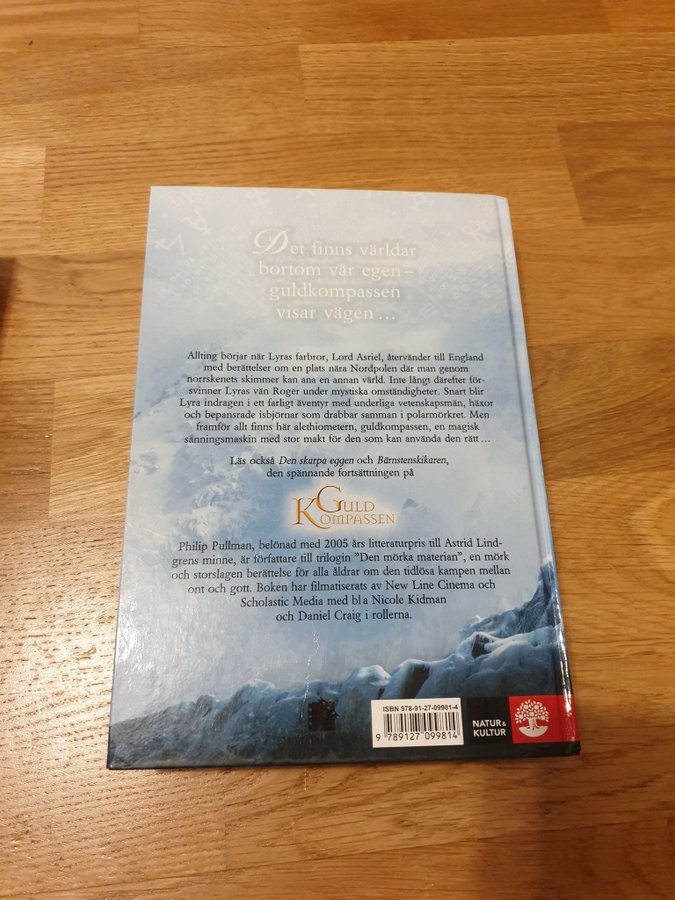 Det finns världar
bortom vår egen –
guldkompassen
visar vägen ...
Allting börjar när Lyras farbror, Lord Asriel, återvänder till England
med berättelser om en plats nära Nordpolen där man genom
norrskenets skimmer kan ana en annan värld. Inte långt därefter för-
svinner Lyras vän Roger under mystiska omständigheter. Snart blir
Lyra indragen i ett farligt äventyr med underliga vetenskapsmän, häxor
och bepansrade isbjörnar som drabbar samman i polarmörkret. Men
framför allt finns här alethiometern, guldkompassen, en magisk
sanningsmaskin med stor makt för den som kan använda den rätt ...
Läs också Den skarpa eggen och Bärnstenskikaren,
den spännande fortsättningen på
GULD
KOMPASSEN
Philip Pullman, belönad med 2005 års litteraturpris till Astrid Lind-
grens minne, är författare till trilogin "Den mörka materian", en mörk
och storslagen berättelse för alla åldrar om den tidlösa kampen mellan
ont och gott. Boken har filmatiserats av New Line Cinema och
Scholastic Media med bl a Nicole Kidman
och Daniel Craig i rollerna.
ISBN 978-91-27-09981-4
9 789127 099814
NATUR &
KULTUR